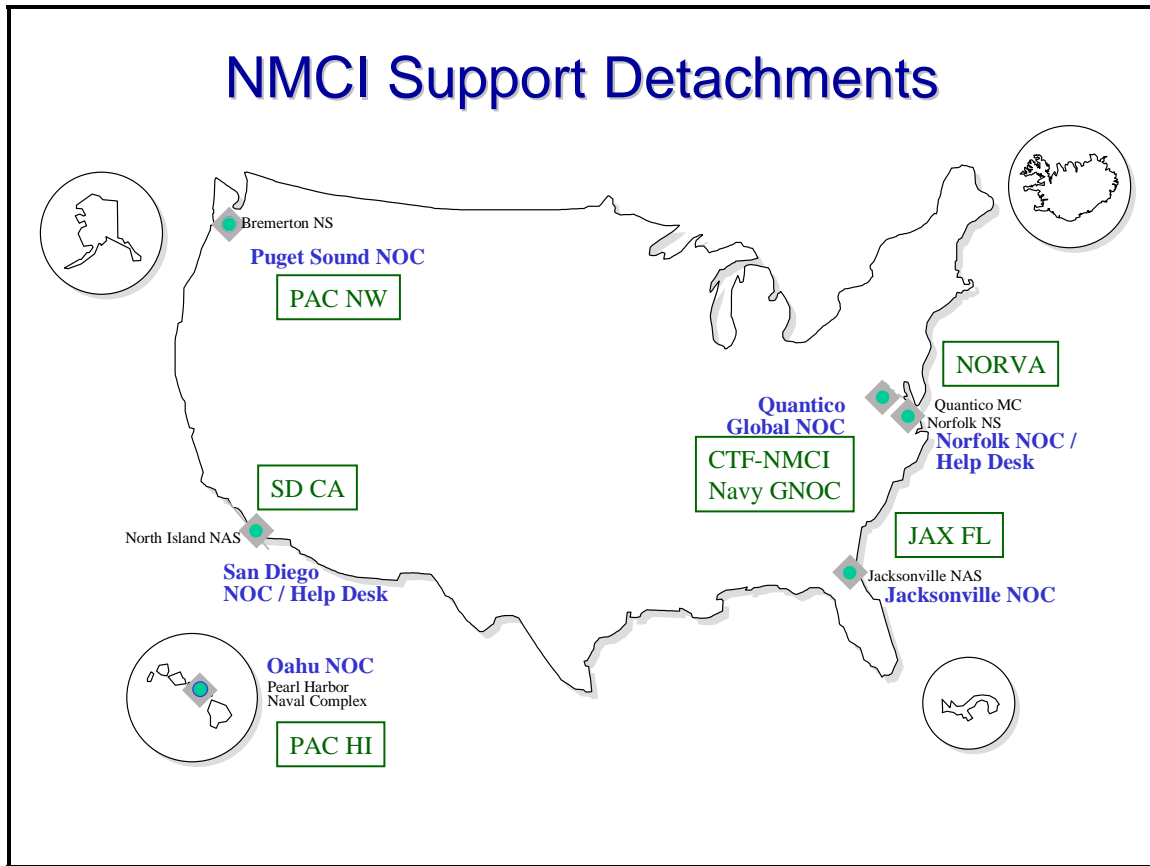 NMCI Support Detachments
Bremerton NS
Puget Sound NOC
PAC NW
NORVA
Quantico
Global NOC
Quantico MC
Norfolk NS
Norfolk NOC /
Help Desk
CTF-NMCI
Navy GNOC
SD CA
North Island NAS
San Diego
NOC / Help Desk
JAX FL
Jacksonville NAS
Jacksonville NOC
Oahu NOC
Pearl Harbor
Naval Complex
PAC HI